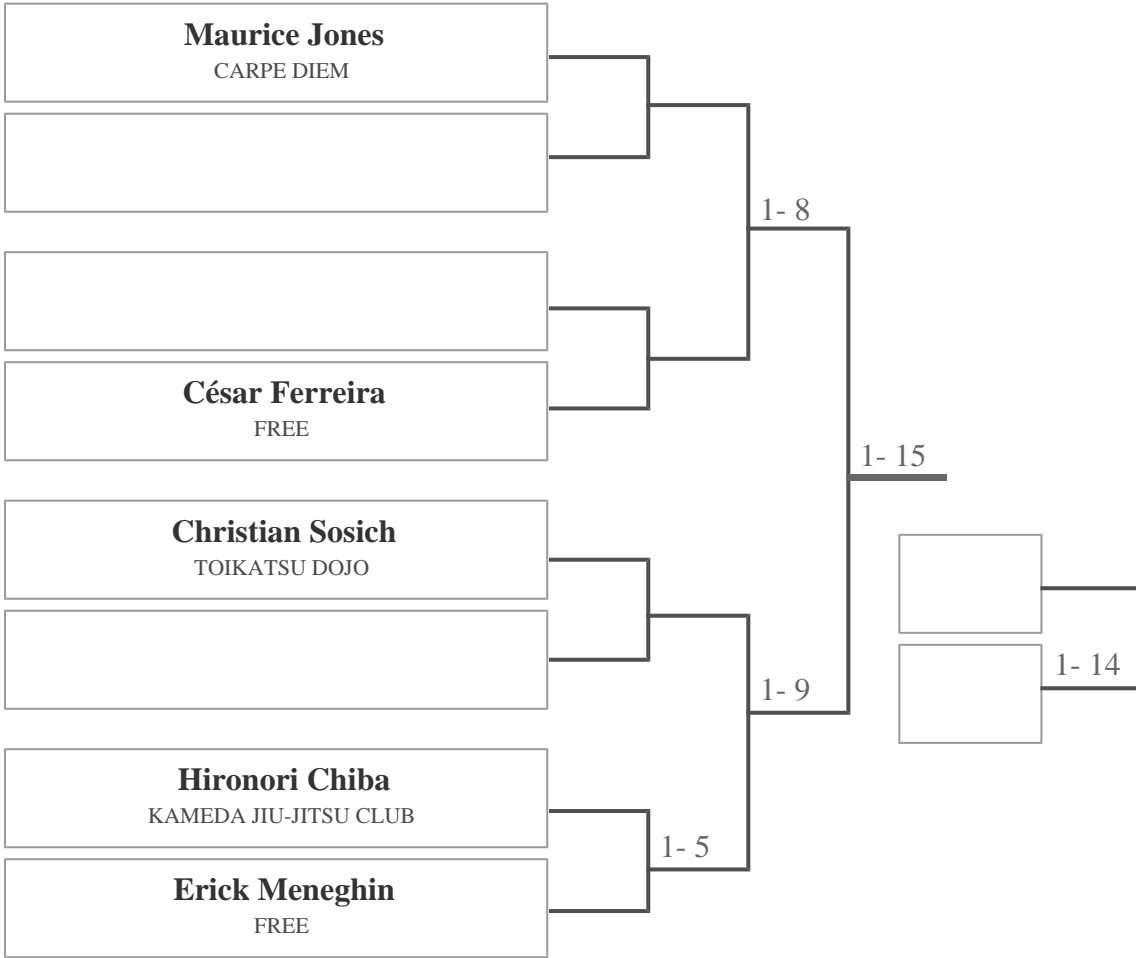 Maurice Jones
CARPE DIEM
1- 8
César Ferreira
FREE
1- 15
Christian Sosich
TOIKATSU DOJO
1- 14
1- 9
Hironori Chiba
KAMEDA JIU-JITSU CLUB
1- 5
Erick Meneghin
FREE